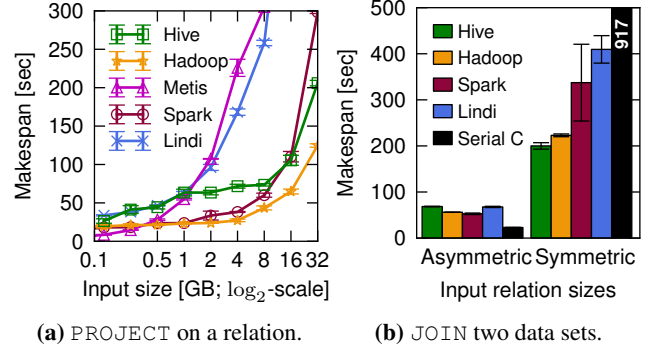 Makespan [sec]
300
250
200
150
100
50
0
Hive
Hadoop
Metis
Spark
Lindi
0.1 0.5 1 2 4 8 16 32
Input size [GB; log₂-scale]
(a) PROJECT on a relation.
Makespan [sec]
500
400
300
200
100
0
Hive
Hadoop
Spark
Lindi
Serial C
917
Asymmetric Symmetric
Input relation sizes
(b) JOIN two data sets.